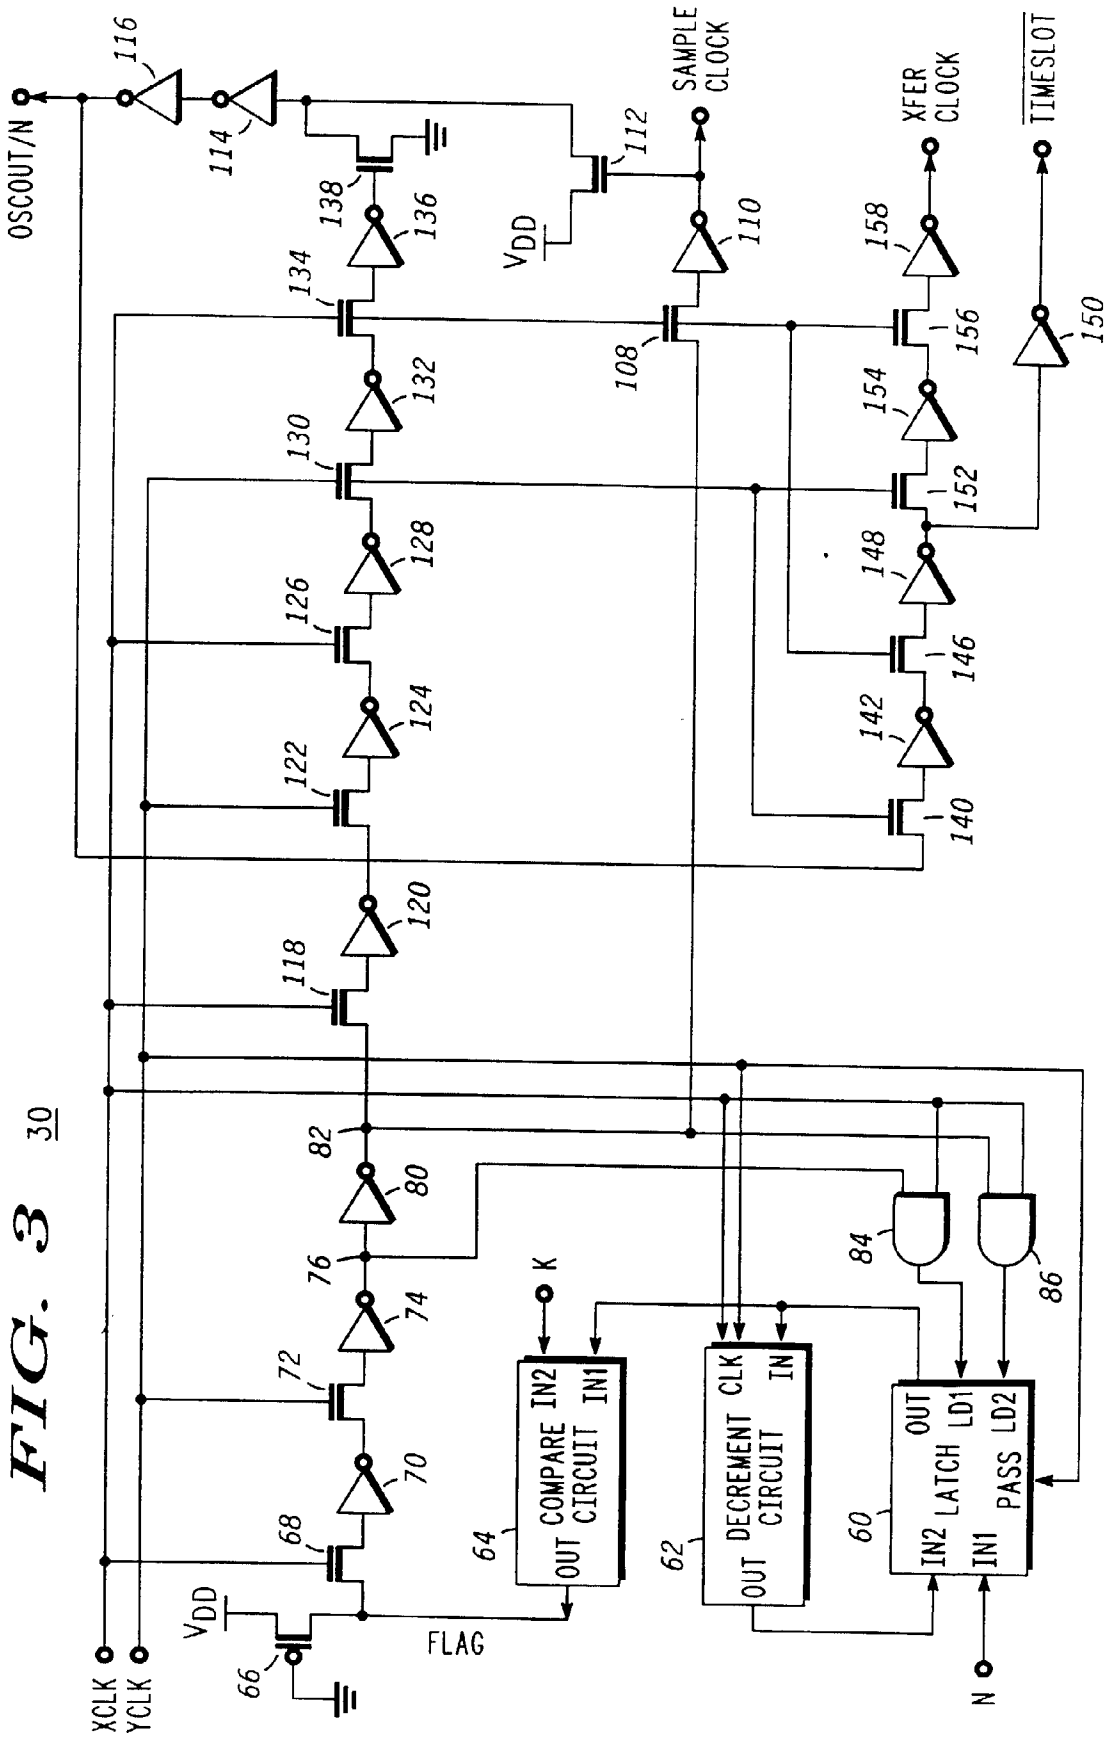 FIG. 3
30
XCLK
YCLK
VDD
66
FLAG
68
70
72
74
76
80
82
118
120
122
124
126
128
130
132
134
136
138
114
116
OSCOUT/N
VDD
112
SAMPLE
CLOCK
108
110
K
64
IN2
IN1
COMPARE
CIRCUIT
OUT
62
CLK
IN
DECREMENT
CIRCUIT
OUT
60
OUT
LD1
LD2
LATCH
PASS
IN2
IN1
N
84
86
140
142
146
148
152
154
156
158
XFER
CLOCK
150
TIMESLOT